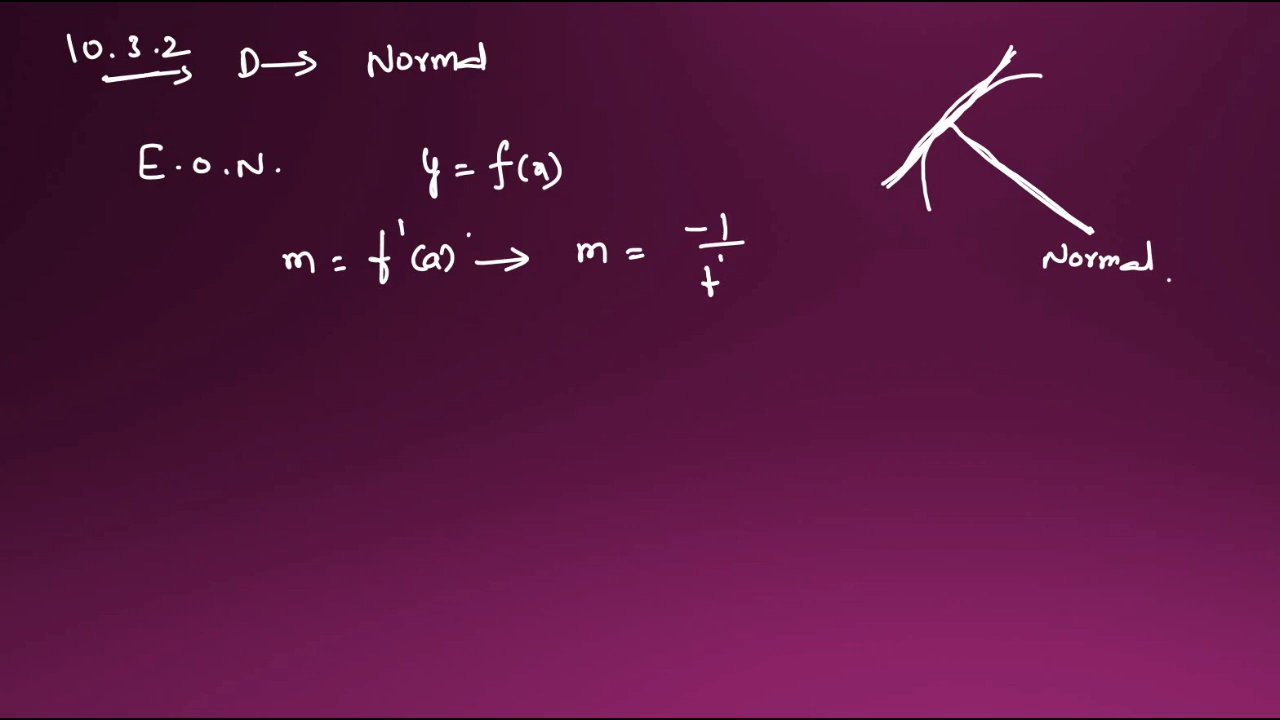 10.3.2 D→ Normal
E.O.N. y = f(x)
m = f'(a) → m = -1/f'
Normal.